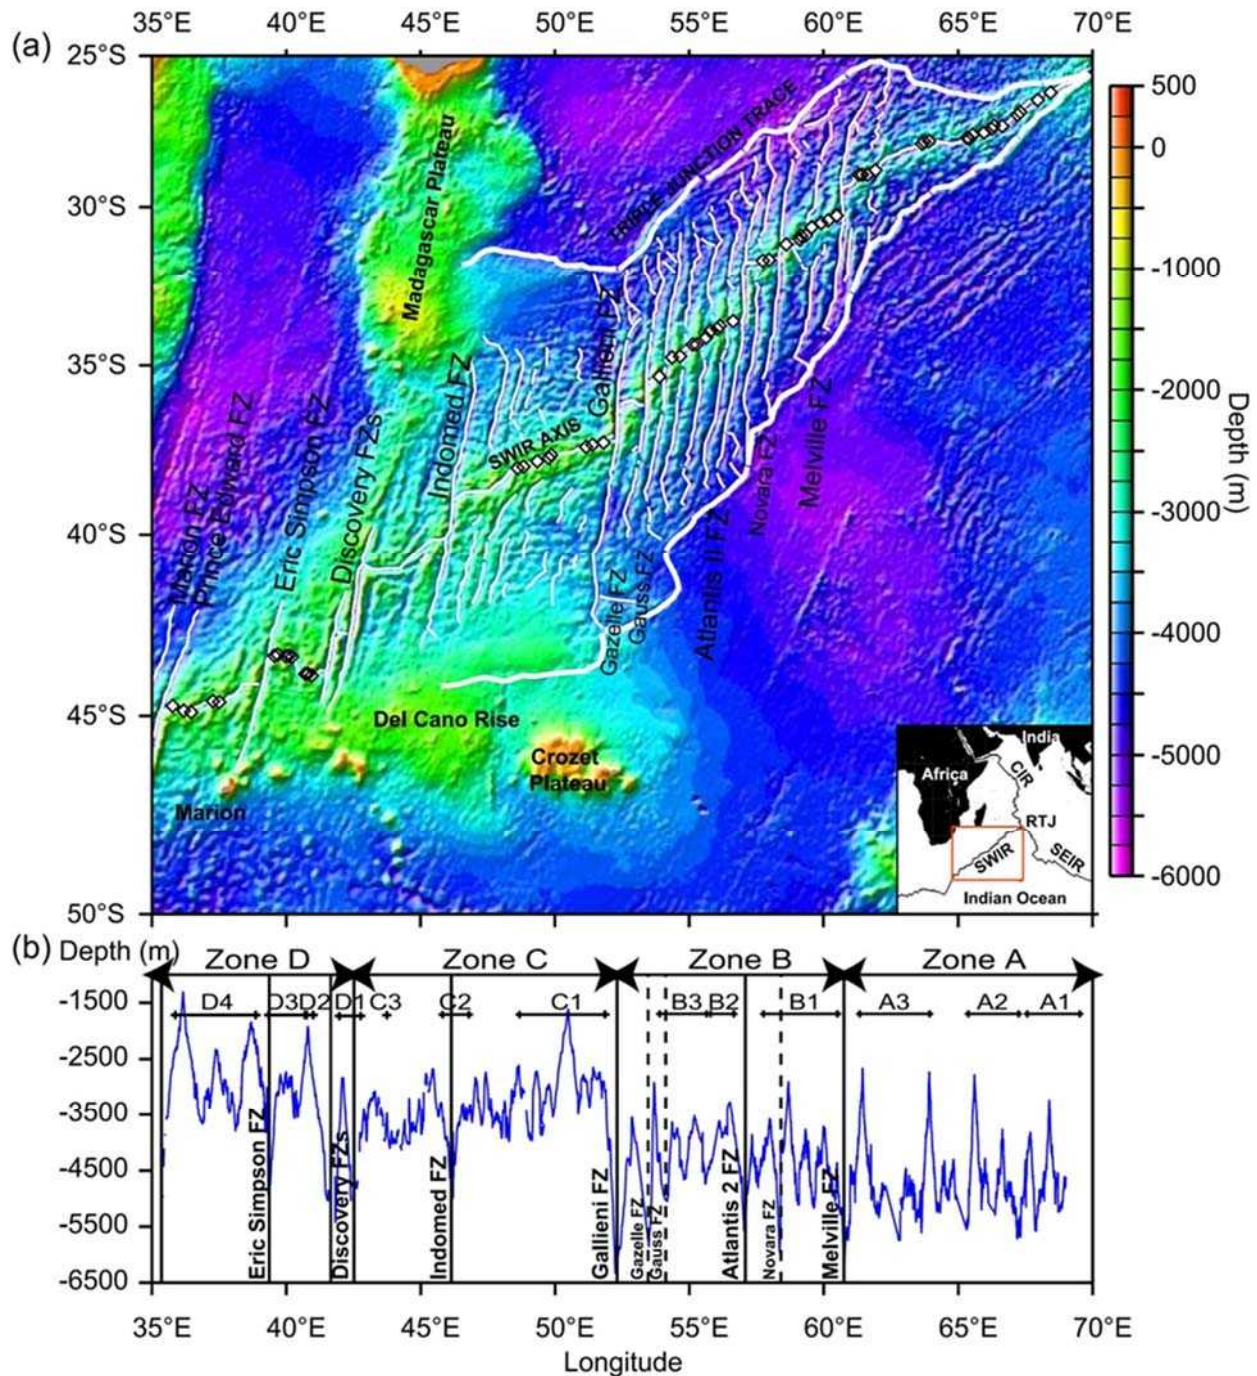 35°E 40°E 45°E 50°E 55°E 60°E 65°E 70°E
(a)
25°S
30°S
35°S
40°S
45°S
50°S
500
0
-1000
-2000
-3000
-4000
-5000
-6000
Depth (m)
Madagascar Plateau
TRIPLE JUNCTION TRACE
Gallieni FZ
Indomed FZ
SWIR AXIS
Discovery FZs
Eric Simpson FZ
Prince Edward FZ
Marion FZ
Melville FZ
Novara FZ
Atlantis II FZ
Gauss FZ
Gazelle FZ
Del Cano Rise
Crozet
Plateau
Marion
India
Africa
CIR
RTJ
SWIR
SEIR
Indian Ocean
(b) Depth (m)
Zone D Zone C Zone B Zone A
D4 D3 D2 D1 C3 C2 C1 B3 B2 B1 A3 A2 A1
-1500
-2500
-3500
-4500
-5500
-6500
Eric Simpson FZ
Discovery FZs
Indomed FZ
Gallieni FZ
Gazelle FZ
Gauss FZ
Atlantis 2 FZ
Novara FZ
Melville FZ
35°E 40°E 45°E 50°E 55°E 60°E 65°E 70°E
Longitude